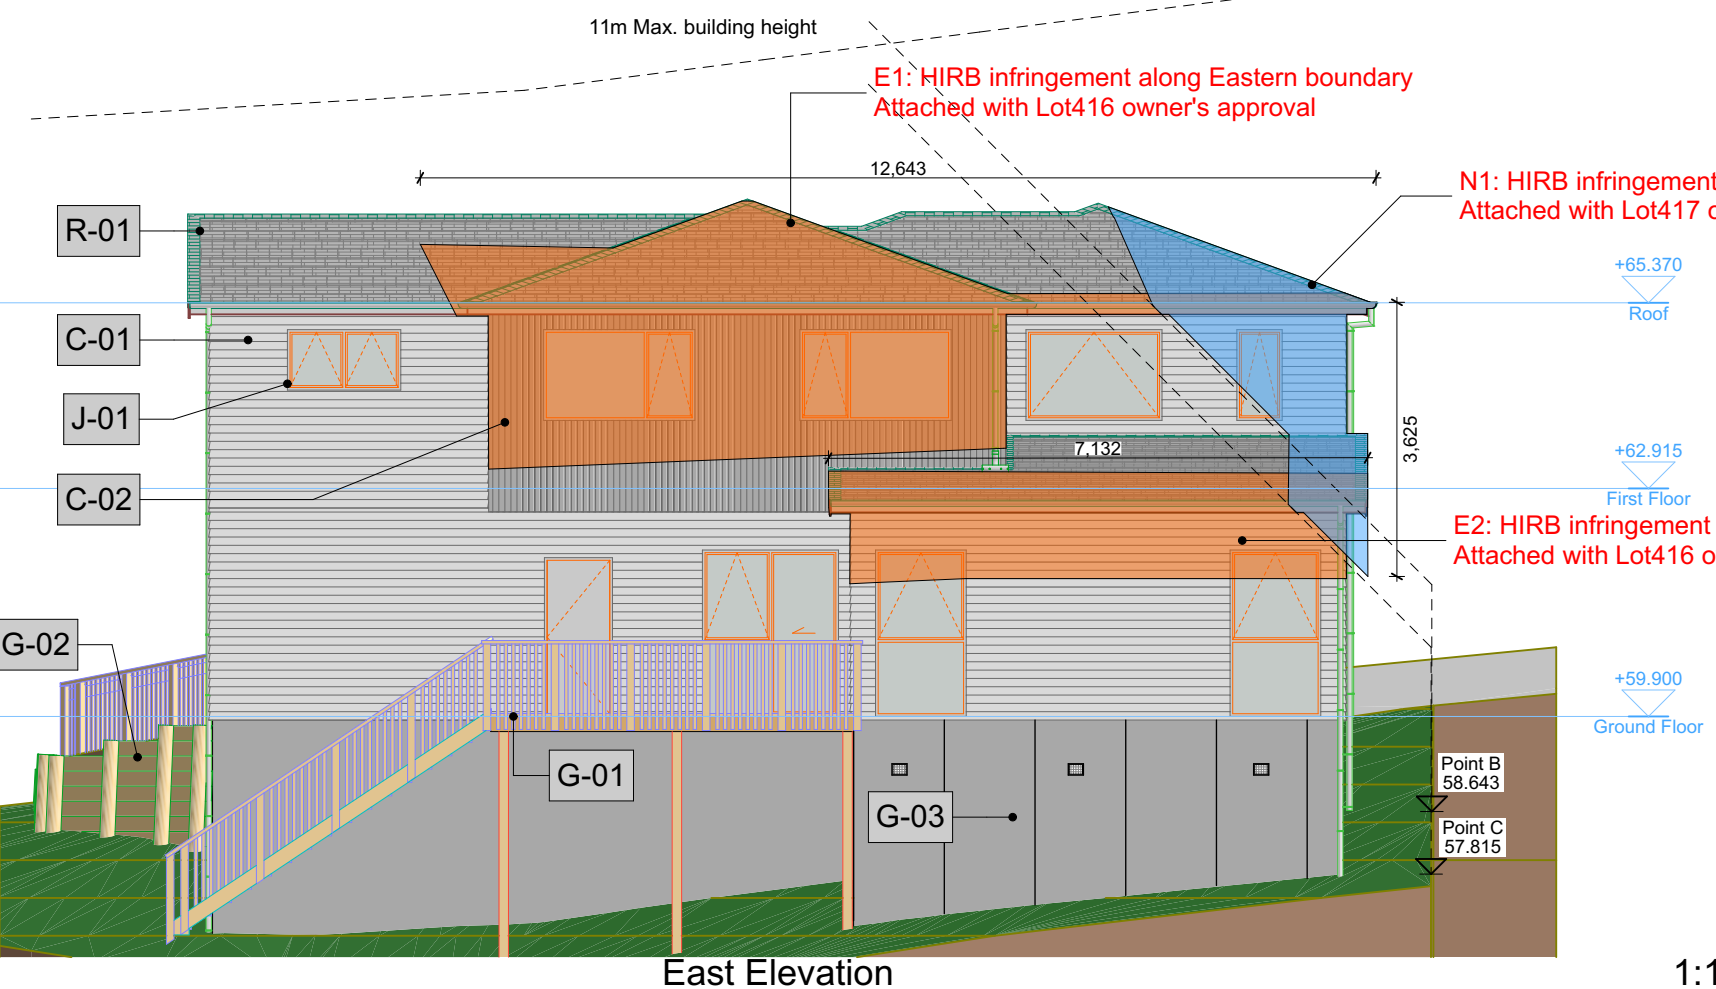 11m Max. building height
E1: HIRB infringement along Eastern boundary
Attached with Lot416 owner's approval
12,643
N1: HIRB infringement
Attached with Lot417
R-01
+65.370
Roof
C-01
J-01
3,625
7,132
+62.915
First Floor
C-02
E2: HIRB infringement
Attached with Lot416
G-02
+59.900
Ground Floor
G-01
Point B
58.643
G-03
Point C
57.815
East Elevation
1:1